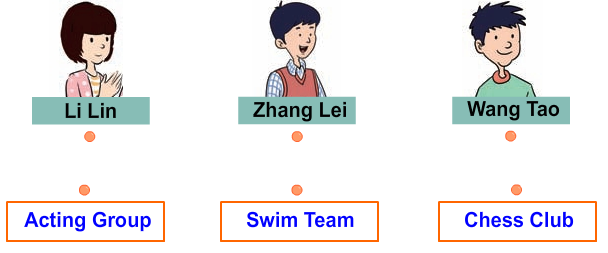 Li Lin
Zhang Lei
Wang Tao
Acting Group
Swim Team
Chess Club